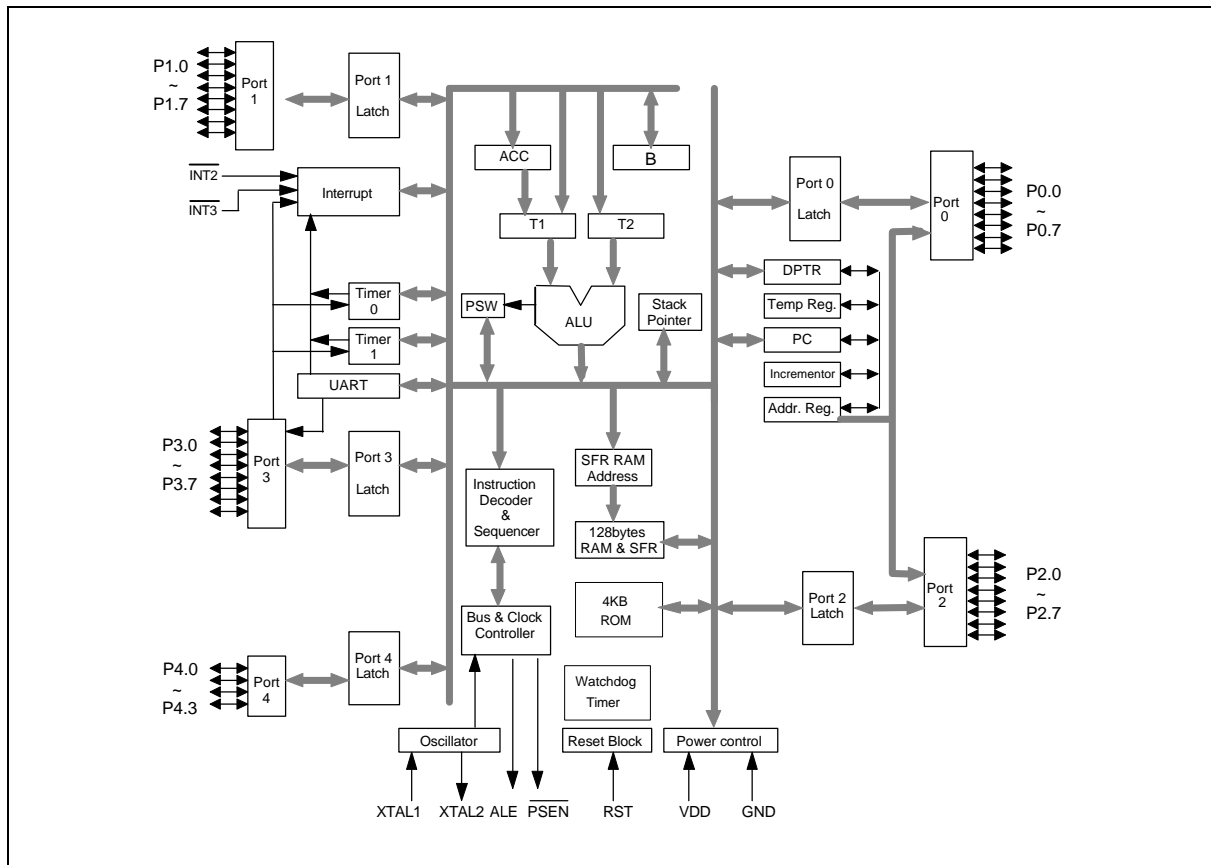 P1.0
~
P1.7
Port
1
Port 1
Latch
INT2
INT3
Interrupt
Timer
0
Timer
1
UART
P3.0
~
P3.7
Port
3
Port 3
Latch
P4.0
~
P4.3
Port
4
Port 4
Latch
ACC
B
T1
T2
PSW
ALU
Stack
Pointer
Instruction
Decoder
&
Sequencer
SFR RAM
Address
128bytes
RAM & SFR
4KB
ROM
Bus & Clock
Controller
Watchdog
Timer
Oscillator
Reset Block
Power control
XTAL1
XTAL2
ALE
PSEN
RST
VDD
GND
Port 0
Latch
Port
0
P0.0
~
P0.7
DPTR
Temp Reg.
PC
Incrementor
Addr. Reg.
Port 2
Latch
Port
2
P2.0
~
P2.7